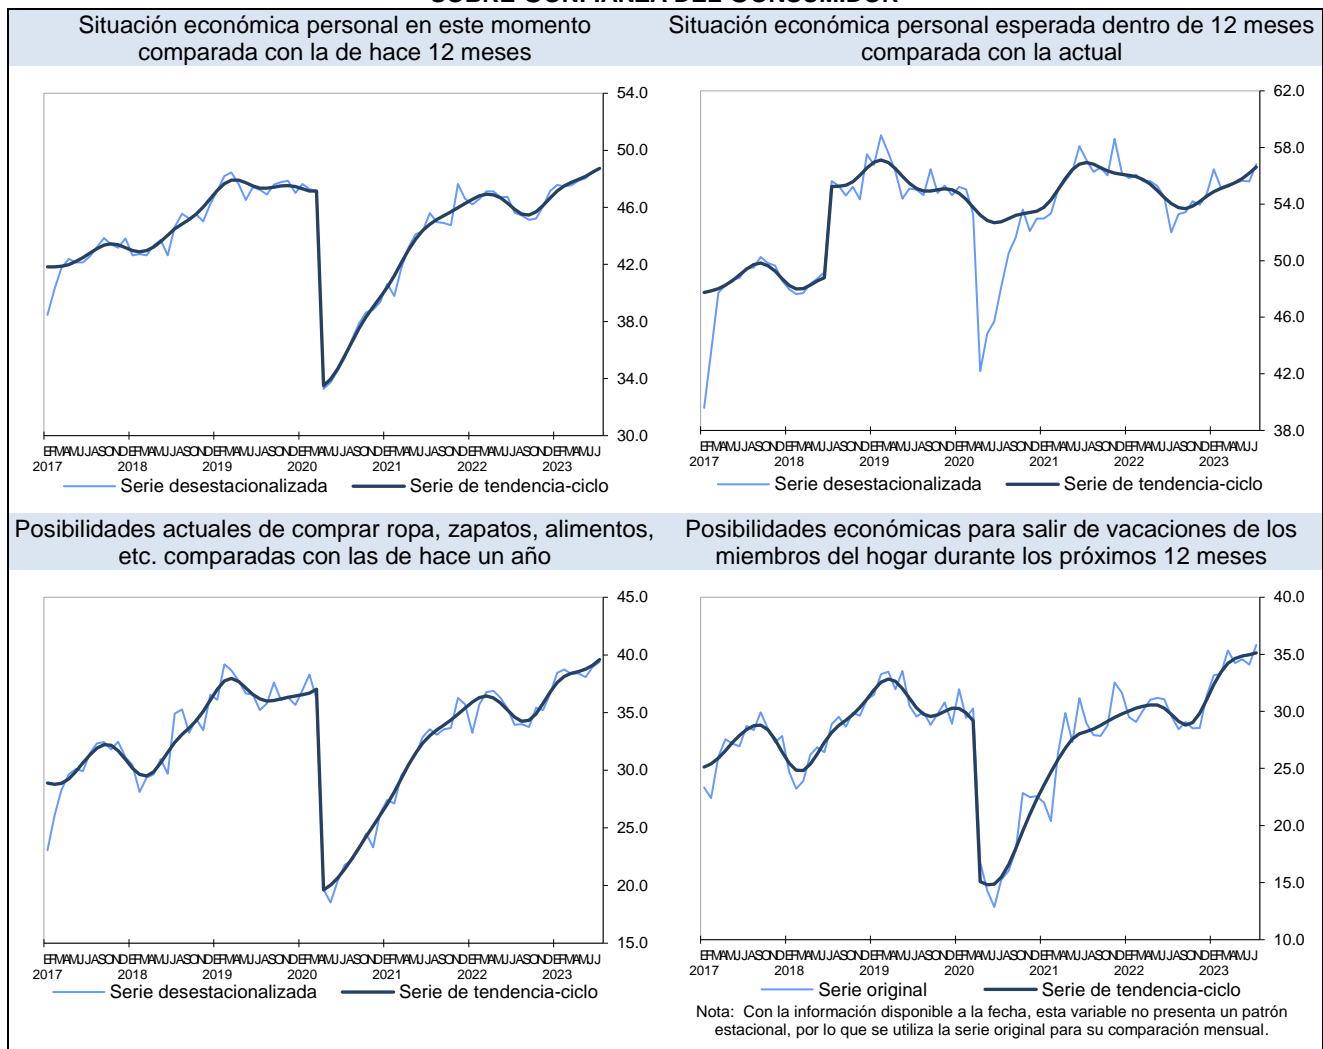 SOBRE CONFIANZA DEL CONSUMIDOR
Situación económica personal en este momento
comparada con la de hace 12 meses
54.0
50.0
46.0
42.0
38.0
34.0
30.0
EFMAMJJASONDEFMAMJJASONDEFMAMJJASONDEFMAMJJASONDEFMAMJJASONDEFMAMJJASONDEFMAMJJ
2017 2018 2019 2020 2021 2022 2023
Serie desestacionalizada Serie de tendencia-ciclo
Situación económica personal esperada dentro de 12 meses
comparada con la actual
62.0
58.0
54.0
50.0
46.0
42.0
38.0
EFMAMJJASONDEFMAMJJASONDEFMAMJJASONDEFMAMJJASONDEFMAMJJASONDEFMAMJJASONDEFMAMJJ
2017 2018 2019 2020 2021 2022 2023
Serie desestacionalizada Serie de tendencia-ciclo
Posibilidades actuales de comprar ropa, zapatos, alimentos,
etc. comparadas con las de hace un año
45.0
40.0
35.0
30.0
25.0
20.0
15.0
EFMAMJJASONDEFMAMJJASONDEFMAMJJASONDEFMAMJJASONDEFMAMJJASONDEFMAMJJASONDEFMAMJJ
2017 2018 2019 2020 2021 2022 2023
Serie desestacionalizada Serie de tendencia-ciclo
Posibilidades económicas para salir de vacaciones de los
miembros del hogar durante los próximos 12 meses
40.0
35.0
30.0
25.0
20.0
15.0
10.0
EFMAMJJASONDEFMAMJJASONDEFMAMJJASONDEFMAMJJASONDEFMAMJJASONDEFMAMJJASONDEFMAMJJ
2017 2018 2019 2020 2021 2022 2023
Serie original Serie de tendencia-ciclo
Nota: Con la información disponible a la fecha, esta variable no presenta un patrón
estacional, por lo que se utiliza la serie original para su comparación mensual.